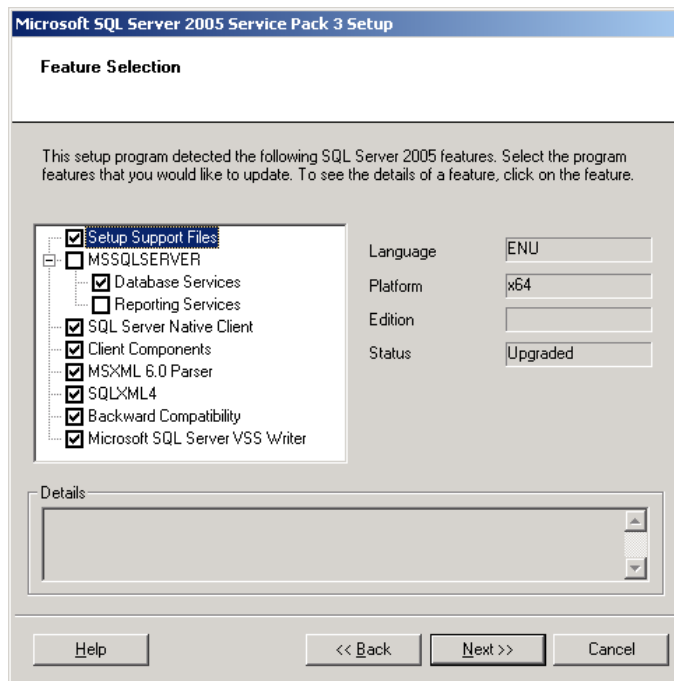 Microsoft SQL Server 2005 Service Pack 3 Setup
Feature Selection
This setup program detected the following SQL Server 2005 features. Select the program
features that you would like to update. To see the details of a feature, click on the feature.
Setup Support Files
MSSQLSERVER
Database Services
Reporting Services
SQL Server Native Client
Client Components
MSXML 6.0 Parser
SQLXML4
Backward Compatibility
Microsoft SQL Server VSS Writer
Language ENU
Platform x64
Edition
Status Upgraded
Details
Help << Back Next >> Cancel